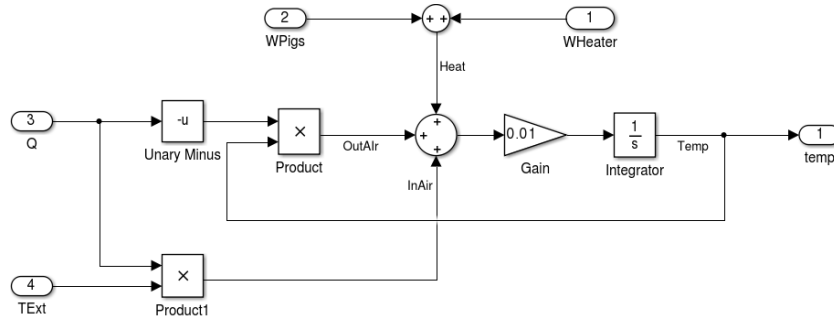 2
WPigs
+ +
1
WHeater
Heat
3
Q
-u
Unary Minus
×
Product
OutAIr
+
+
+
InAir
0.01
Gain
1
s
Integrator
Temp
1
temp
4
TExt
×
Product1